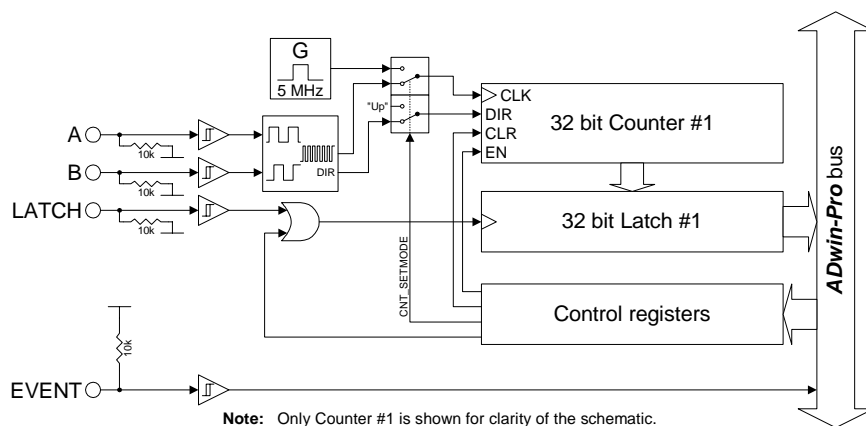 G
5 MHz
"Up"
CLK
DIR
CLR
EN
32 bit Counter #1
A
10k
B
10k
DIR
LATCH
10k
32 bit Latch #1
CNT_SETMODE
Control registers
10k
EVENT
ADwin-Pro bus
Note: Only Counter #1 is shown for clarity of the schematic.